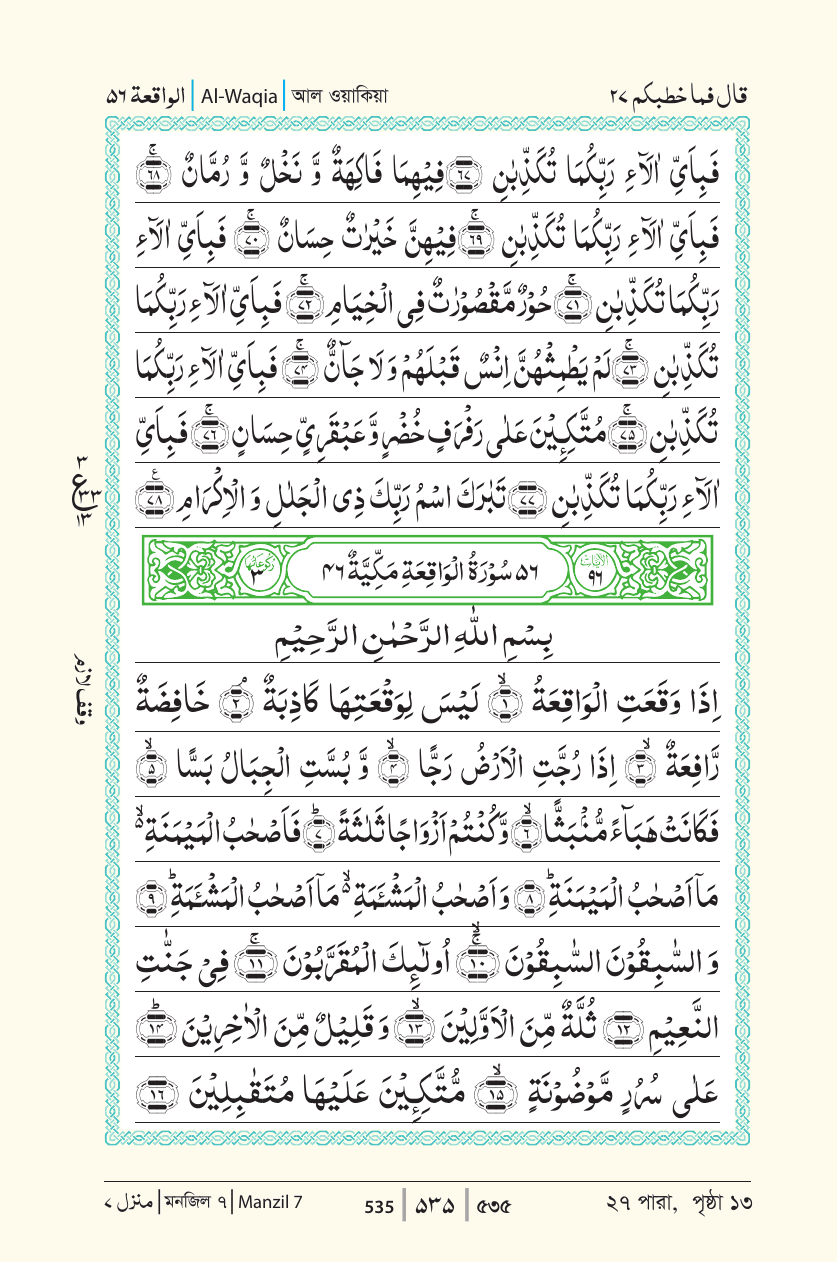 الواقعة ٥٦ | Al-Waqia | আল ওয়াকিয়া قال فما خطبكم ٢٧
فَبِاَیِّ اٰلَآءِ رَبِّكُمَا تُكَذِّبٰنِ ﴿٦٧﴾ فِیْهِمَا فَاكِهَةٌ وَّ نَخْلٌ وَّ رُمَّانٌ ﴿ۚ٦٨﴾
فَبِاَیِّ اٰلَآءِ رَبِّكُمَا تُكَذِّبٰنِ ﴿ۚ٦٩﴾ فِیْهِنَّ خَیْرٰتٌ حِسَانٌ ﴿ۚ٧٠﴾ فَبِاَیِّ اٰلَآءِ
رَبِّكُمَا تُكَذِّبٰنِ ﴿ۚ٧١﴾ حُوْرٌ مَّقْصُوْرٰتٌ فِی الْخِیَامِ ﴿ۚ٧٢﴾ فَبِاَیِّ اٰلَآءِ رَبِّكُمَا
تُكَذِّبٰنِ ﴿ۚ٧٣﴾ لَمْ یَطْمِثْهُنَّ اِنْسٌ قَبْلَهُمْ وَ لَا جَآنٌّ ﴿ۚ٧٤﴾ فَبِاَیِّ اٰلَآءِ رَبِّكُمَا
تُكَذِّبٰنِ ﴿ۚ٧٥﴾ مُتَّكِـِٕیْنَ عَلٰی رَفْرَفٍ خُضْرٍ وَّ عَبْقَرِیٍّ حِسَانٍ ﴿ۚ٧٦﴾ فَبِاَیِّ
اٰلَآءِ رَبِّكُمَا تُكَذِّبٰنِ ﴿٧٧﴾ تَبٰرَكَ اسْمُ رَبِّكَ ذِی الْجَلٰلِ وَ الْاِكْرَامِ ﴿٧٨﴾
٣
ع
٣٣
١٣
اٰیَاتُهَا ٩٦ ٥٦ سُوْرَةُ الْوَاقِعَةِ مَكِّیَّةٌ ٤٦ رُكُوْعَاتُهَا ٣
بِسْمِ اللّٰهِ الرَّحْمٰنِ الرَّحِیْمِ
وقف لازم
اِذَا وَقَعَتِ الْوَاقِعَةُ ﴿ۙ١﴾ لَیْسَ لِوَقْعَتِهَا كَاذِبَةٌ ﴿ۘ٢﴾ خَافِضَةٌ
رَّافِعَةٌ ﴿ۙ٣﴾ اِذَا رُجَّتِ الْاَرْضُ رَجًّا ﴿ۙ٤﴾ وَّ بُسَّتِ الْجِبَالُ بَسًّا ﴿ۙ٥﴾
فَكَانَتْ هَبَآءً مُّنْۢبَثًّا ﴿ۙ٦﴾ وَّ كُنْتُمْ اَزْوَاجًا ثَلٰثَةً ﴿ؕ٧﴾ فَاَصْحٰبُ الْمَیْمَنَةِ ۙ۬
مَاۤ اَصْحٰبُ الْمَیْمَنَةِ ؕ﴿٨﴾ وَ اَصْحٰبُ الْمَشْـَٔمَةِ ۙ۬ مَاۤ اَصْحٰبُ الْمَشْـَٔمَةِ ؕ﴿٩﴾
وَ السّٰبِقُوْنَ السّٰبِقُوْنَ ﴿ۚۙ١٠﴾ اُولٰٓئِكَ الْمُقَرَّبُوْنَ ﴿ۚ١١﴾ فِیْ جَنّٰتِ
النَّعِیْمِ ﴿١٢﴾ ثُلَّةٌ مِّنَ الْاَوَّلِیْنَ ﴿ۙ١٣﴾ وَ قَلِیْلٌ مِّنَ الْاٰخِرِیْنَ ﴿ؕ١٤﴾
عَلٰی سُرُرٍ مَّوْضُوْنَةٍ ﴿ۙ١٥﴾ مُّتَّكِـِٕیْنَ عَلَیْهَا مُتَقٰبِلِیْنَ ﴿١٦﴾
منزل ٧ | মনজিল ৭ | Manzil 7 535 | ٥٣٥ | ৫৩৫ ২৭ পারা, পৃষ্ঠা ১৩